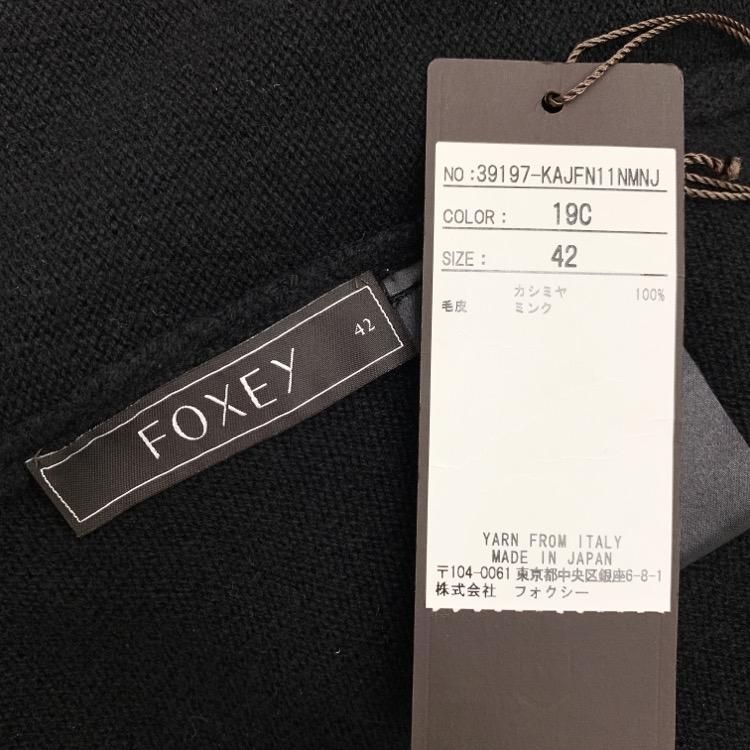 FOXEY 42
NO:39197-KAJFN11NMNJ
COLOR: 19C
SIZE: 42
カシミヤ 100%
毛皮 ミンク
YARN FROM ITALY
MADE IN JAPAN
〒104-0061 東京都中央区銀座6-8-1
株式会社 フォクシー